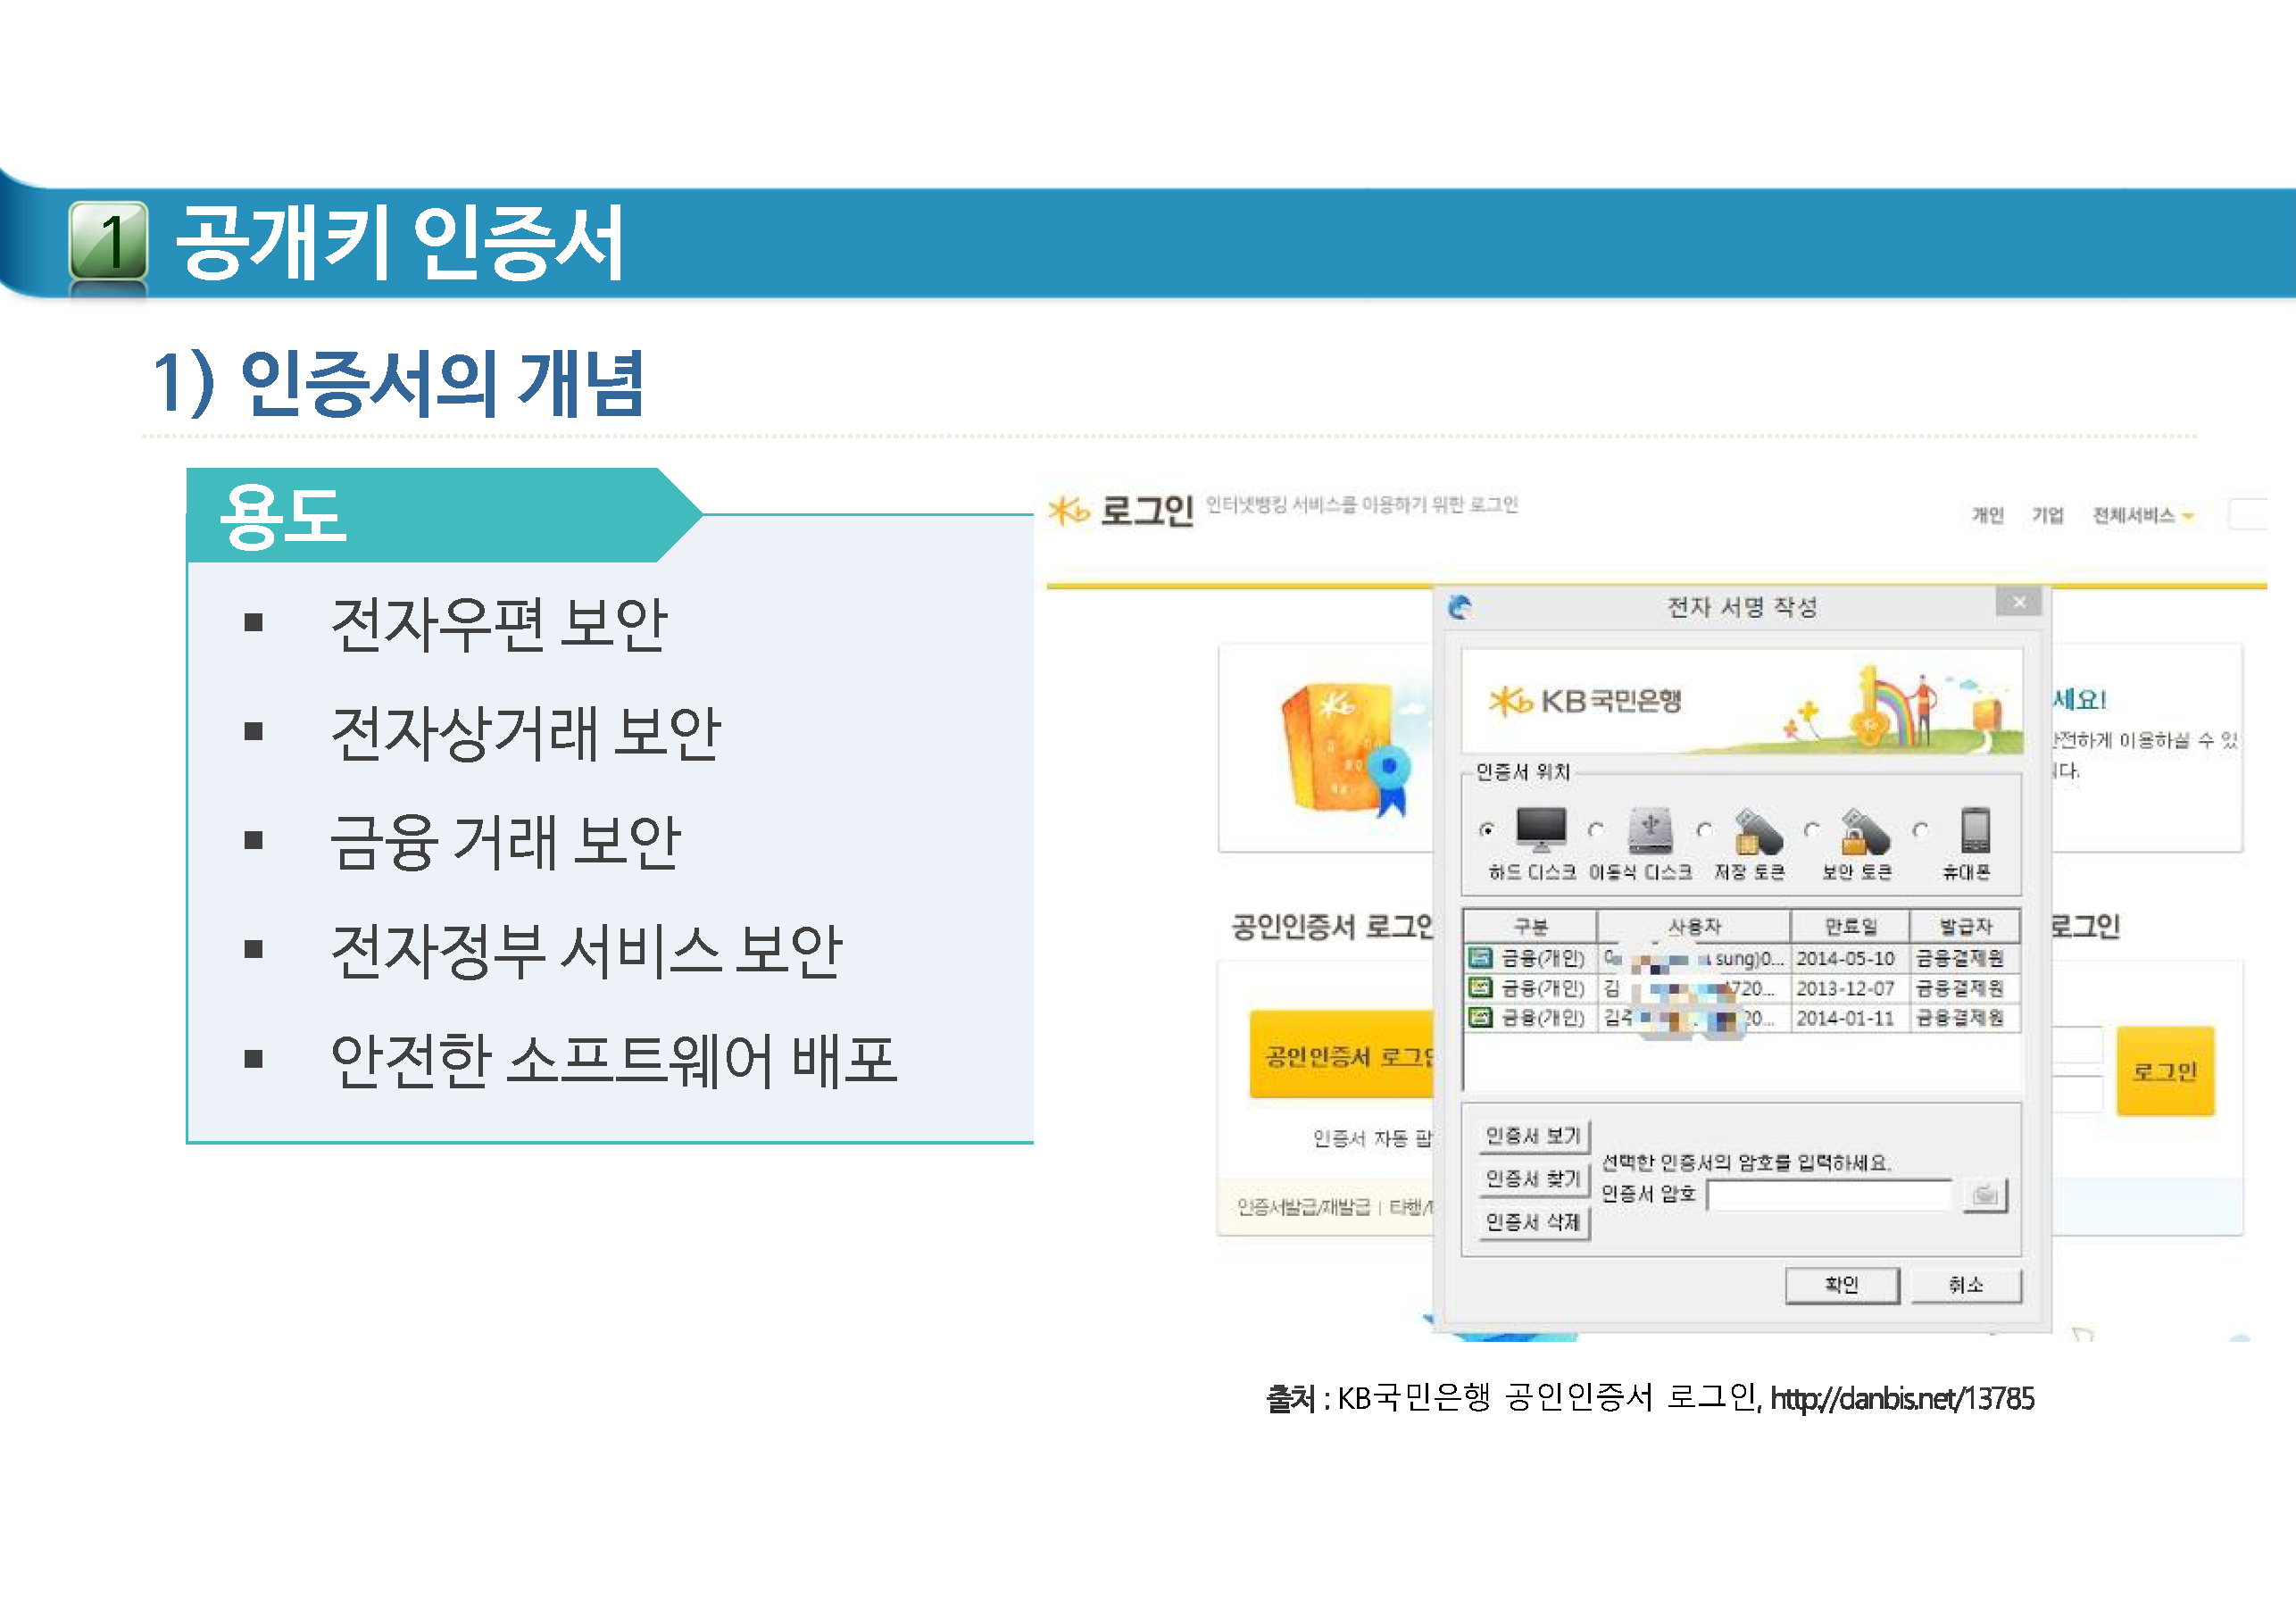 1 공개키 인증서
1) 인증서의 개념
용도
▪ 전자우편 보안
▪ 전자상거래 보안
▪ 금융 거래 보안
▪ 전자정부 서비스 보안
▪ 안전한 소프트웨어 배포
Kb 로그인 인터넷뱅킹 서비스를 이용하기 위한 로그인
개인 기업 전체서비스
전자 서명 작성
KB국민은행
세요!
전하게 이용하실 수 있
다.
인증서 위치
하드 디스크 이동식 디스크 저장 토큰 보안 토큰 휴대폰
공인인증서 로그인
로그인
구분 사용자 만료일 발급자
금융(개인) sung)0... 2014-05-10 금융결제원
금융(개인) 김 720... 2013-12-07 금융결제원
금융(개인) 김주 20... 2014-01-11 금융결제원
공인인증서 로그인
로그인
인증서 자동 팝
인증서 보기
인증서 찾기
인증서 삭제
선택한 인증서의 암호를 입력하세요.
인증서 암호
인증서발급/재발급 | 타행/
확인 취소
출처 : KB국민은행 공인인증서 로그인, http://danbis.net/13785